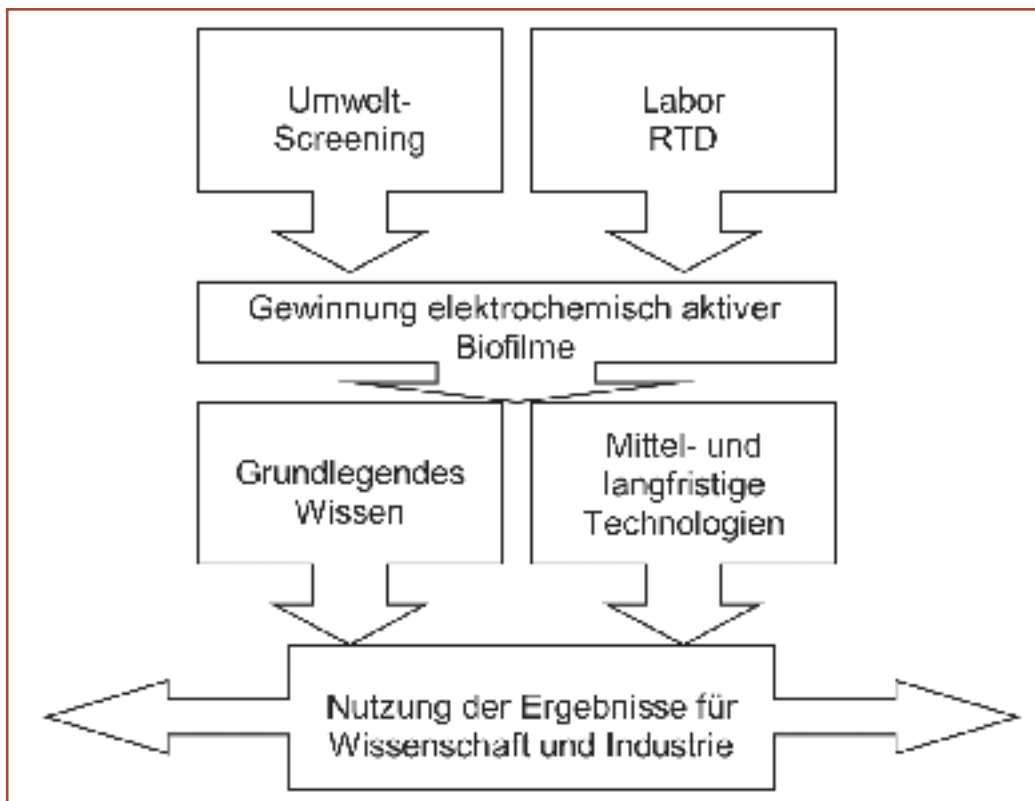 Umwelt-
Screening
Labor
RTD
Gewinnung elektrochemisch aktiver
Biofilme
Grundlegendes
Wissen
Mittel- und
langfristige
Technologien
Nutzung der Ergebnisse für
Wissenschaft und Industrie